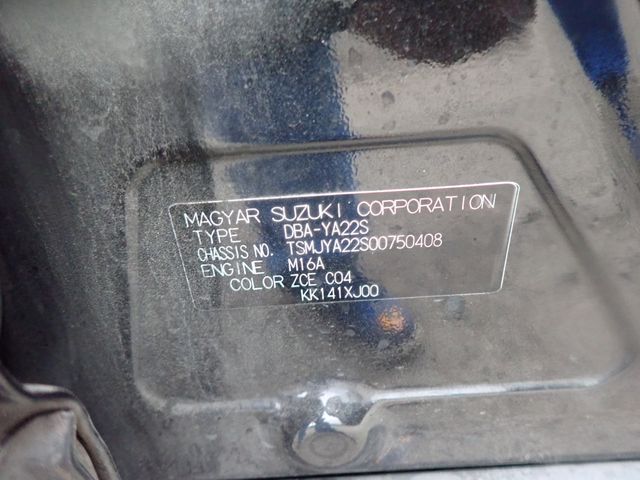 MAGYAR SUZUKI CORPORATION
TYPE DBA-YA22S
CHASSIS NO. TSMJYA22S00750408
ENGINE M16A
COLOR ZCE C04
KK141XJ00